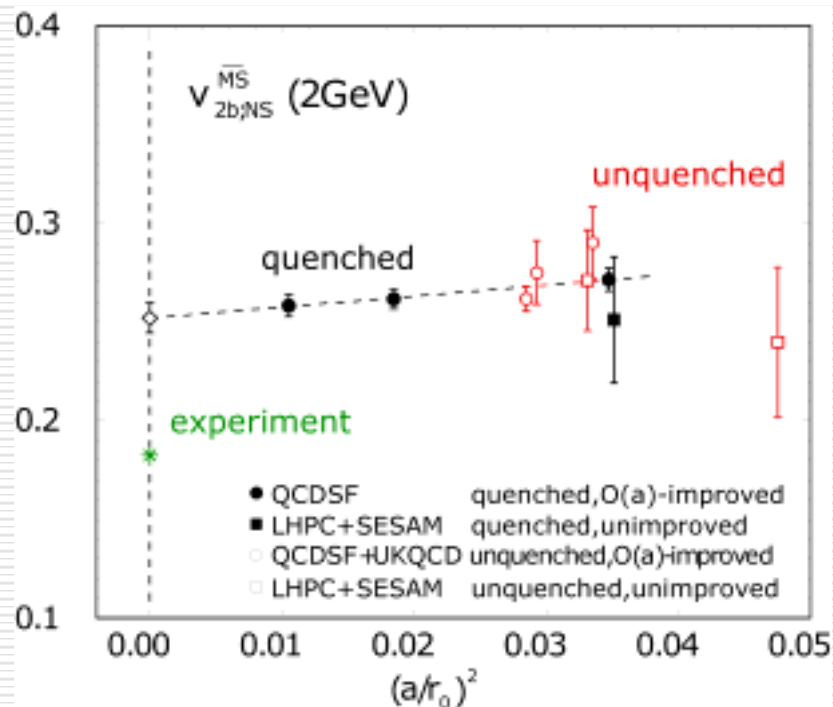 0.4
v MS 2b;NS (2GeV)
unquenched
0.3
quenched
0.2
experiment
QCDSF quenched,O(a)-improved
LHPC+SESAM quenched,unimproved
QCDSF+UKQCD unquenched,O(a)-improved
LHPC+SESAM unquenched,unimproved
0.1
0.00 0.01 0.02 0.03 0.04 0.05
(a/r₀)²